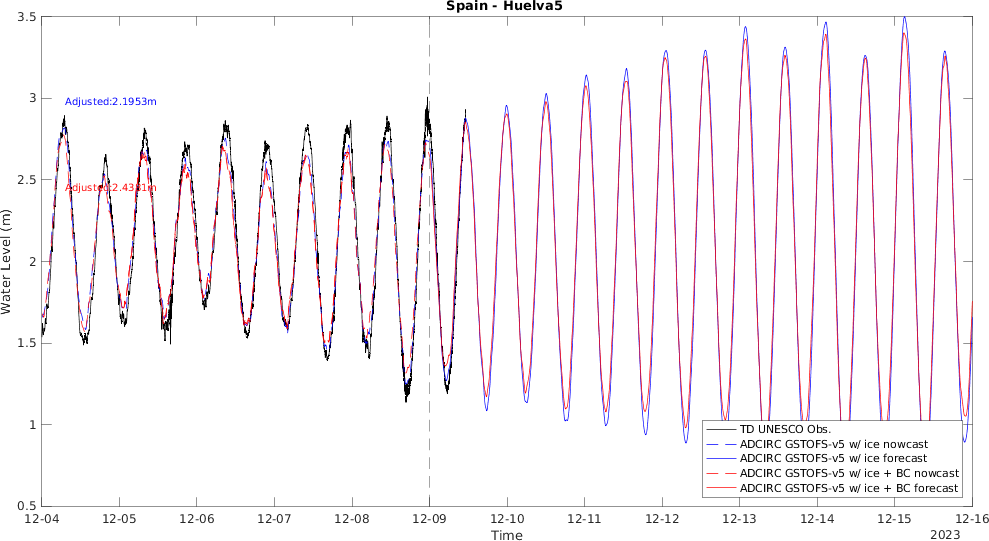 Spain - Huelva5
3.5
3
2.5
2
1.5
1
0.5
Water Level (m)
Adjusted:2.1953m
Adjusted:2.4381m
TD UNESCO Obs.
ADCIRC GSTOFS-v5 w/ ice nowcast
ADCIRC GSTOFS-v5 w/ ice forecast
ADCIRC GSTOFS-v5 w/ ice + BC nowcast
ADCIRC GSTOFS-v5 w/ ice + BC forecast
12-04 12-05 12-06 12-07 12-08 12-09 12-10 12-11 12-12 12-13 12-14 12-15 12-16
Time
2023